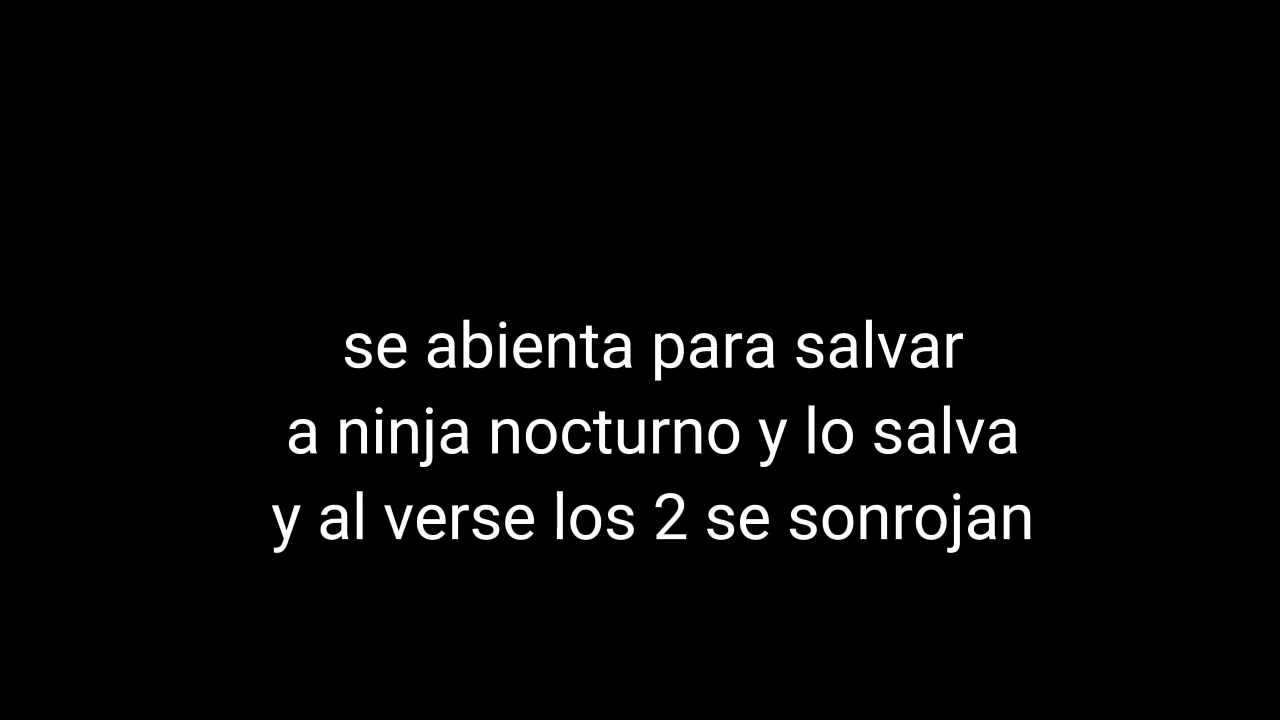 se abienta para salvar
a ninja nocturno y lo salva
y al verse los 2 se sonrojan